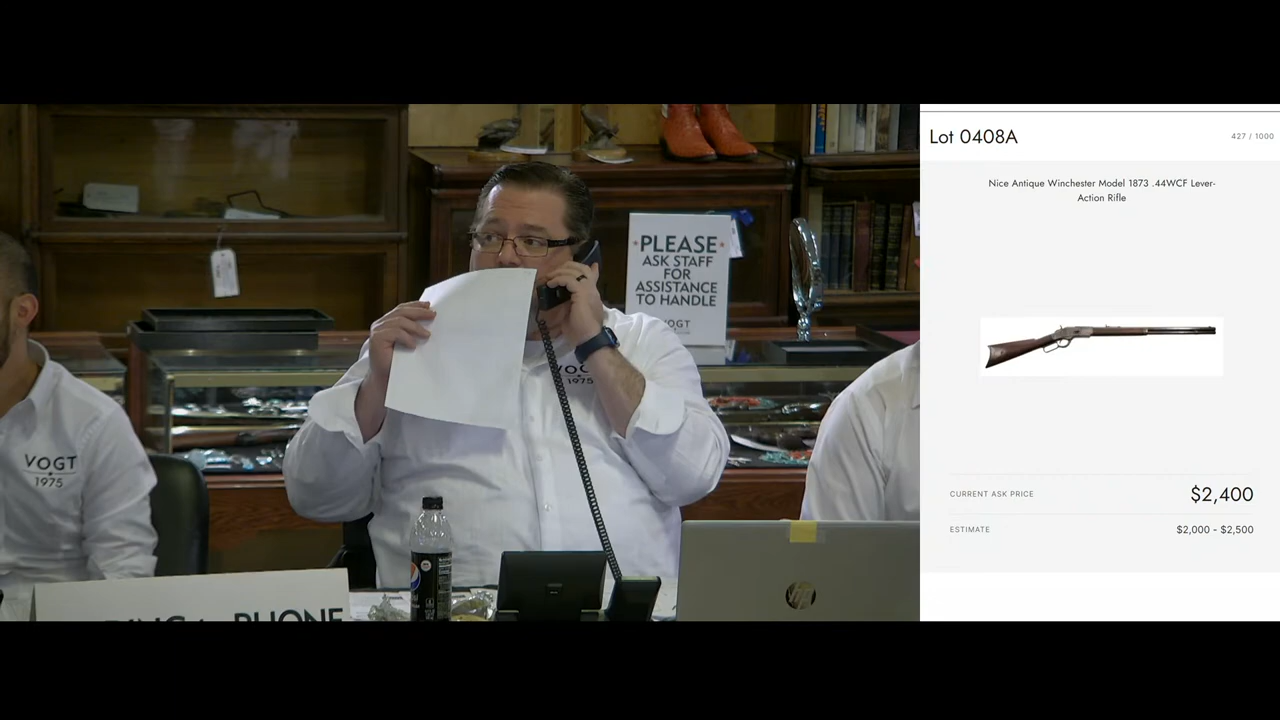 Lot 0408A
427 / 1000
Nice Antique Winchester Model 1873 .44WCF Lever-
Action Rifle
CURRENT ASK PRICE
$2,400
ESTIMATE
$2,000 - $2,500
PLEASE
ASK STAFF
FOR
ASSISTANCE
TO HANDLE
VOGT
VOGT
1975
1975
PHONE
hp